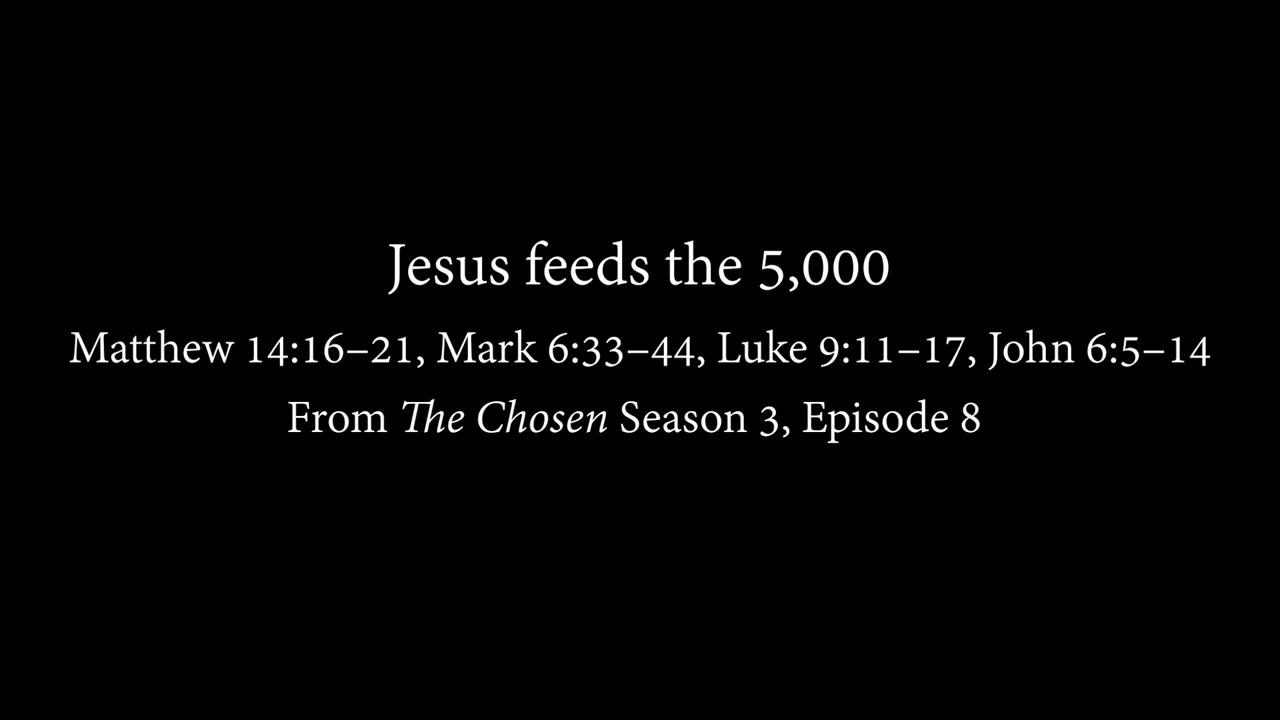 Jesus feeds the 5,000
Matthew 14:16–21, Mark 6:33–44, Luke 9:11–17, John 6:5–14
From The Chosen Season 3, Episode 8